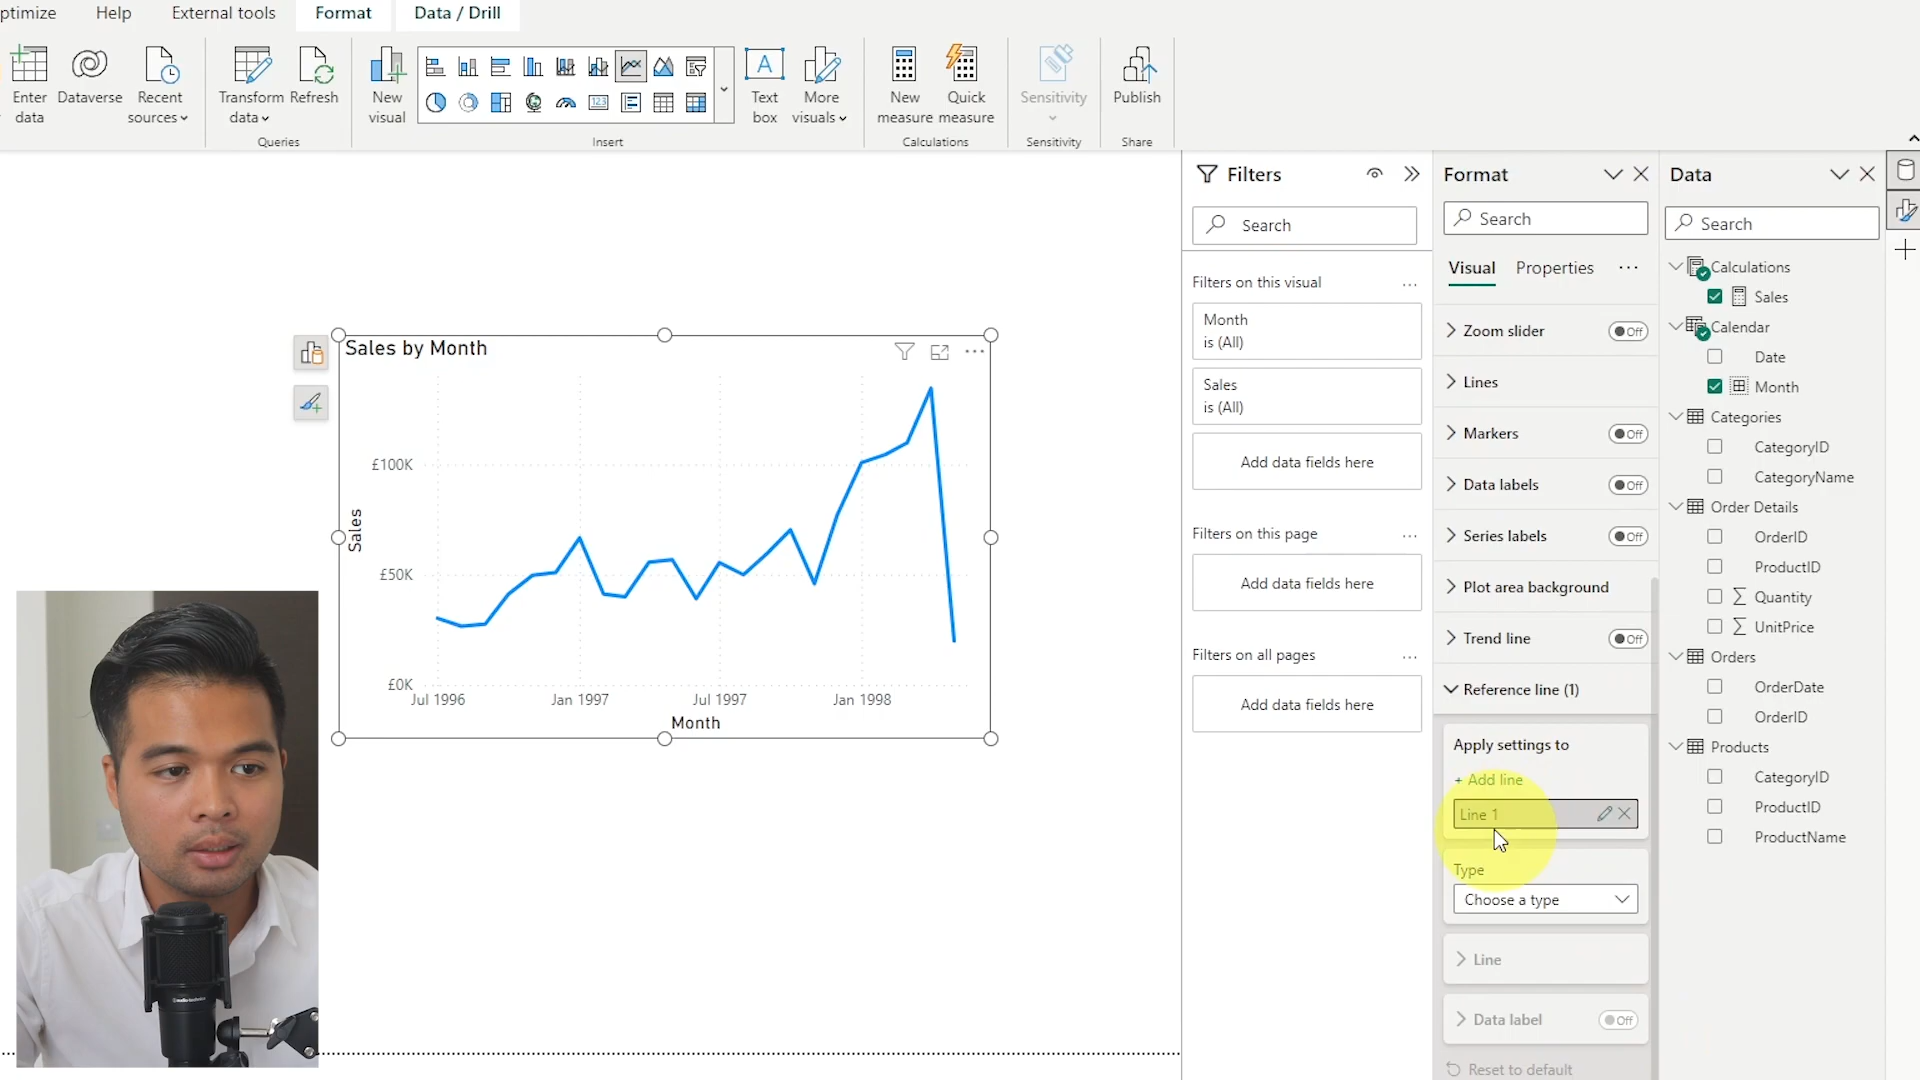 ptimize Help External tools Format Data / Drill
Enter data
Dataverse
Recent sources
Transform data
Refresh
Queries
New visual
123
Insert
A
Text box
More visuals
New measure
Quick measure
Calculations
Sensitivity
Sensitivity
Publish
Share
Sales by Month
Sales
£100K
£50K
£0K
Jul 1996 Jan 1997 Jul 1997 Jan 1998
Month
Filters
Search
Filters on this visual ...
Month
is (All)
Sales
is (All)
Add data fields here
Filters on this page ...
Add data fields here
Filters on all pages ...
Add data fields here
Format
Search
Visual Properties ...
Zoom slider Off
Lines
Markers Off
Data labels Off
Series labels Off
Plot area background
Trend line Off
Reference line (1)
Apply settings to
+ Add line
Line 1
Type
Choose a type
Line
Data label Off
Reset to default
Data
Search
Calculations
Sales
Calendar
Date
Month
Categories
CategoryID
CategoryName
Order Details
OrderID
ProductID
∑ Quantity
∑ UnitPrice
Orders
OrderDate
OrderID
Products
CategoryID
ProductID
ProductName